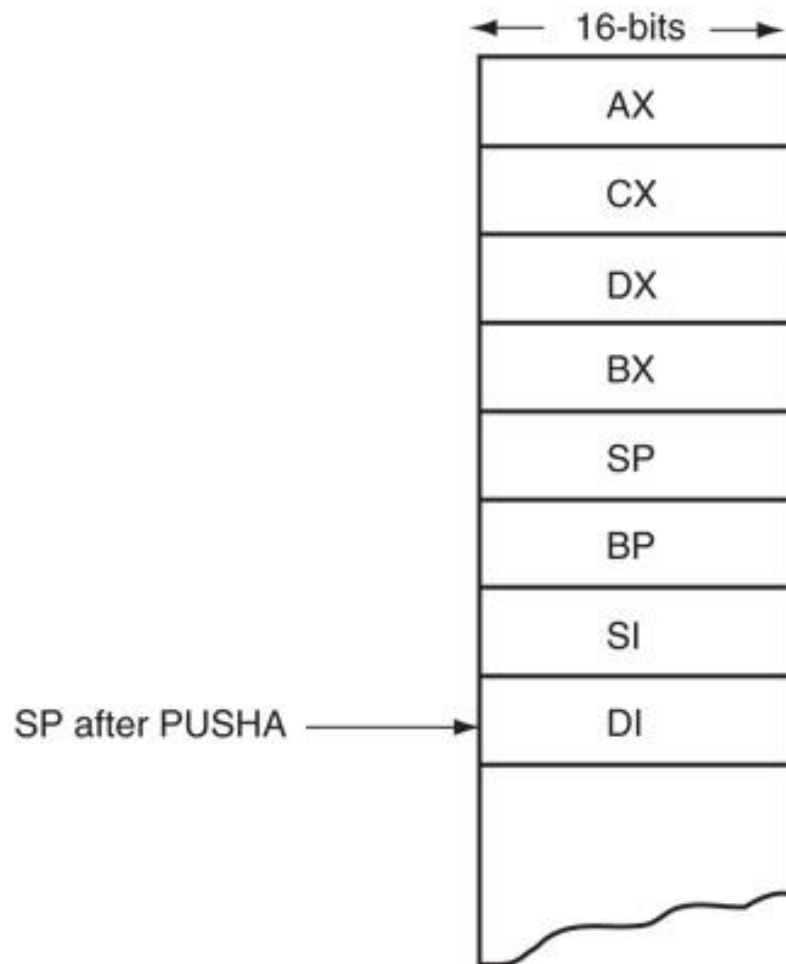 16-bits
AX
CX
DX
BX
SP
BP
SI
SP after PUSHA
DI